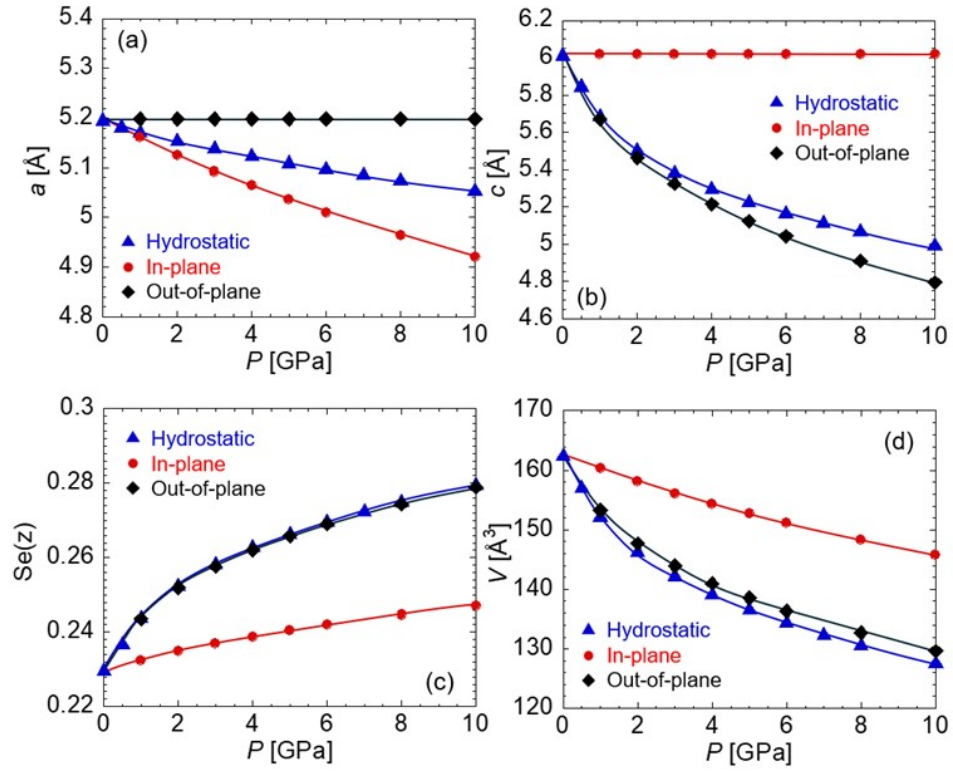 (a)
5.4
5.3
5.2
5.1
5
4.9
4.8
a [Å]
Hydrostatic
In-plane
Out-of-plane
0 2 4 6 8 10
P [GPa]
6.2
6
5.8
5.6
5.4
5.2
5
4.8
4.6
c [Å]
Hydrostatic
In-plane
Out-of-plane
(b)
0 2 4 6 8 10
P [GPa]
0.3
0.28
0.26
0.24
0.22
Se(z)
Hydrostatic
In-plane
Out-of-plane
(c)
0 2 4 6 8 10
P [GPa]
170
160
150
140
130
120
V [Å³]
(d)
Hydrostatic
In-plane
Out-of-plane
0 2 4 6 8 10
P [GPa]